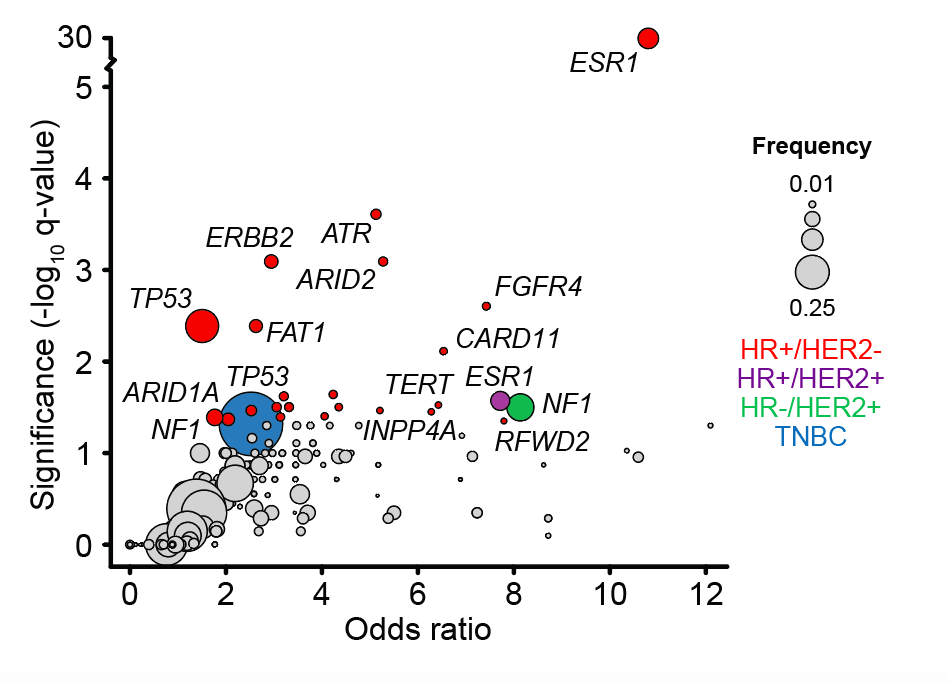 30
5
4
3
2
1
0
Significance (-log10 q-value)
ESR1
ATR
ERBB2
ARID2
FGFR4
TP53
FAT1
CARD11
TP53
TERT
ESR1
ARID1A
NF1
NF1
INPP4A
RFWD2
0
2
4
6
8
10
12
Odds ratio
Frequency
0.01
0.25
HR+/HER2-
HR+/HER2+
HR-/HER2+
TNBC